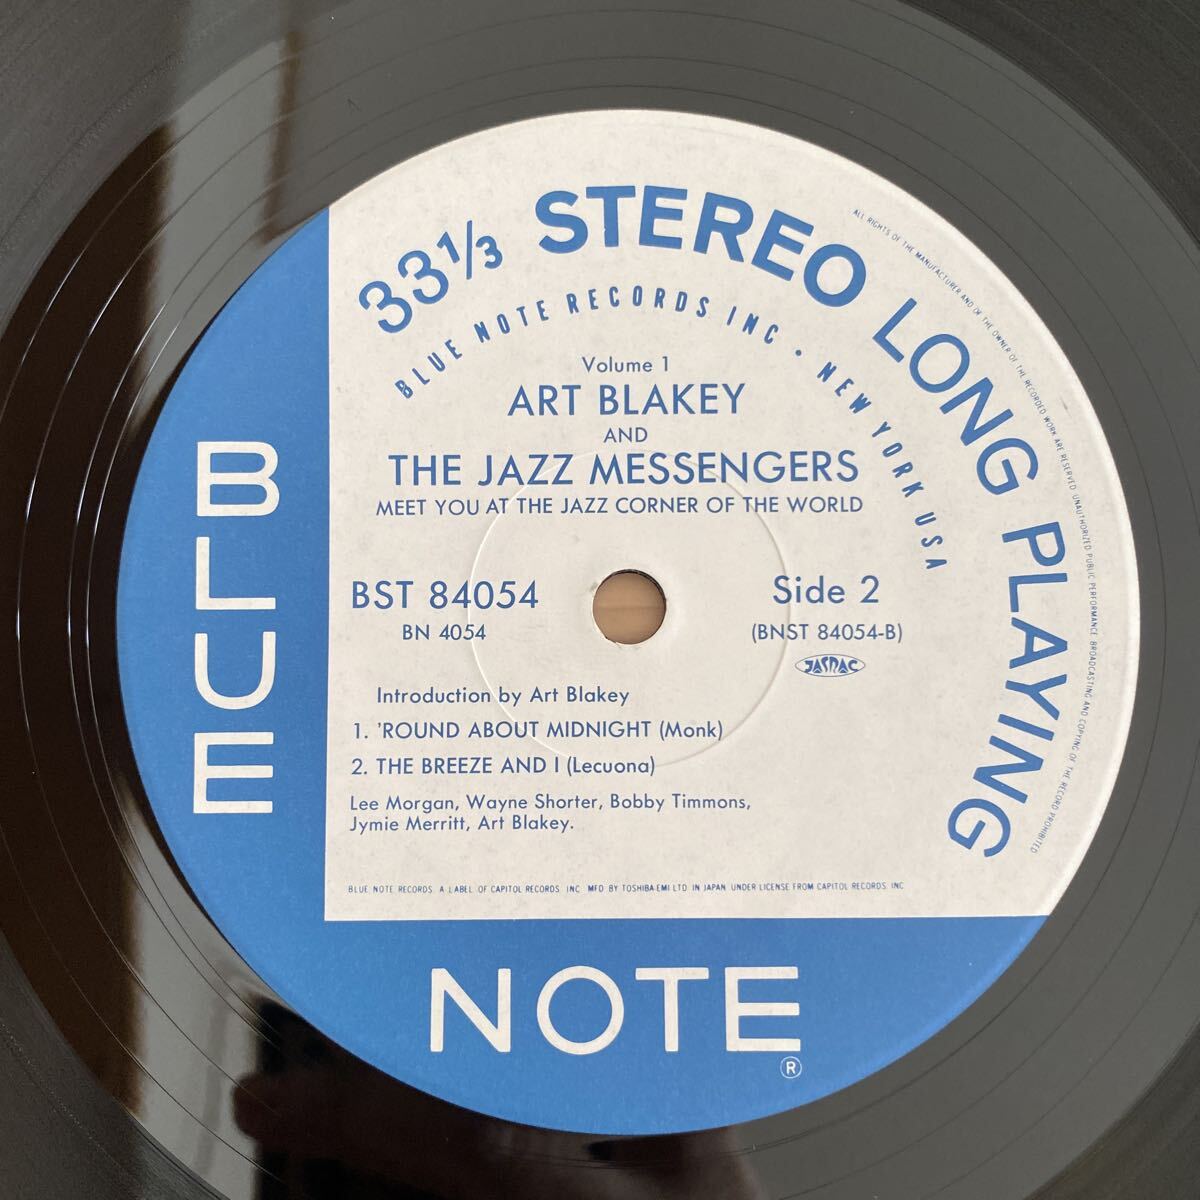 33 1/3 STEREO LONG PLAYING
BLUE NOTE RECORDS INC · NEW YORK USA
ALL RIGHTS OF THE MANUFACTURER AND OF THE OWNER OF THE RECORDED WORK ARE RESERVED. UNAUTHORIZED PUBLIC PERFORMANCE BROADCASTING AND COPYING OF THE RECORD PROHIBITED
Volume 1
ART BLAKEY
AND
THE JAZZ MESSENGERS
MEET YOU AT THE JAZZ CORNER OF THE WORLD
BST 84054
BN 4054
Side 2
(BNST 84054-B)
JASRAC
Introduction by Art Blakey
1. 'ROUND ABOUT MIDNIGHT (Monk)
2. THE BREEZE AND I (Lecuona)
Lee Morgan, Wayne Shorter, Bobby Timmons,
Jymie Merritt, Art Blakey.
BLUE NOTE RECORDS. A LABEL OF CAPITOL RECORDS, INC MFD BY TOSHIBA-EMI LTD. IN JAPAN UNDER LICENSE FROM CAPITOL RECORDS, INC
BLUE
NOTE
®